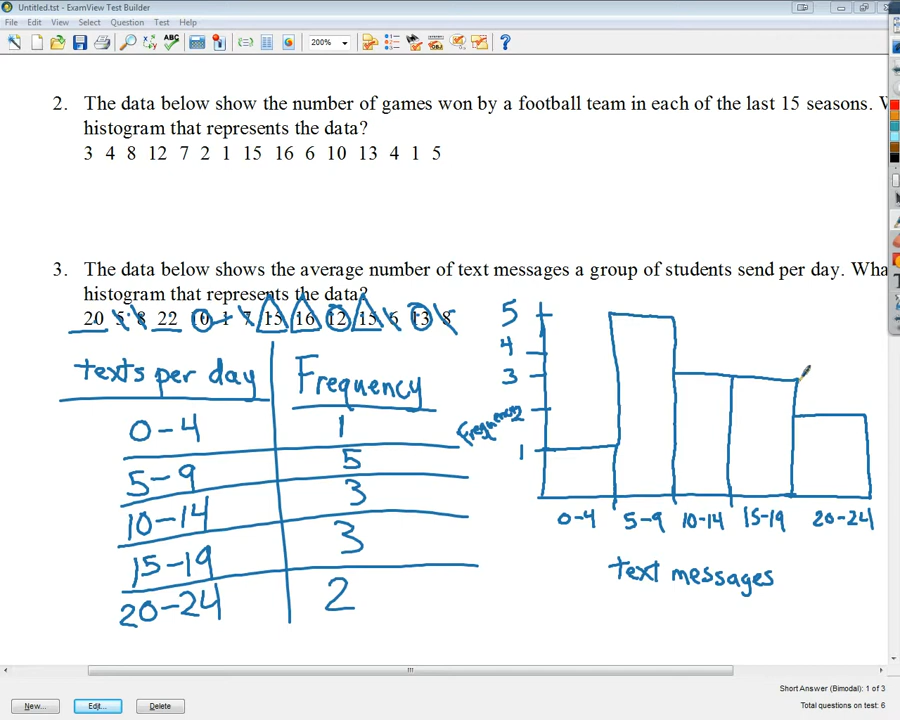 Untitled.tst - ExamView Test Builder
File Edit View Select Question Test Help
200%
2. The data below show the number of games won by a football team in each of the last 15 seasons.
histogram that represents the data?
3 4 8 12 7 2 1 15 16 6 10 13 4 1 5
3. The data below shows the average number of text messages a group of students send per day. Wha
histogram that represents the data?
20 5 8 22 10 1 7 15 16 12 15 6 13 8
texts per day Frequency
0-4 1
5-9 5
10-14 3
15-19 3
20-24 2
5
4
3
2
1
Frequency
0-4 5-9 10-14 15-19 20-24
text messages
Short Answer (Bimodal): 1 of 3
New... Edit... Delete
Total questions on test: 6